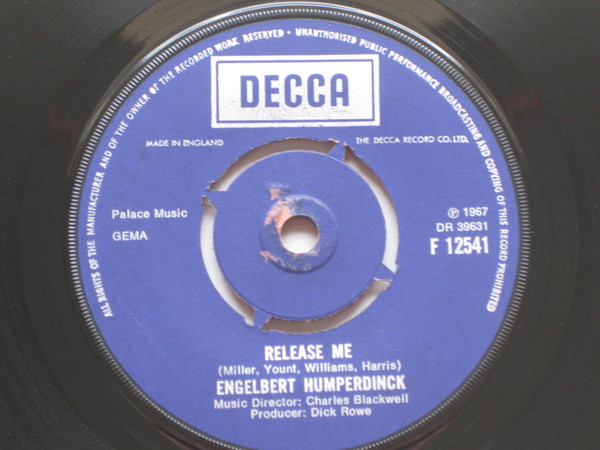 ALL RIGHTS OF THE MANUFACTURER AND OF THE OWNER OF THE RECORDED WORK RESERVED • UNAUTHORISED PUBLIC PERFORMANCE BROADCASTING AND COPYING OF THIS RECORD PROHIBITED
DECCA
MADE IN ENGLAND
THE DECCA RECORD CO. LTD.
Palace Music
GEMA
℗ 1967
DR 39631
F 12541
RELEASE ME
(Miller, Yount, Williams, Harris)
ENGELBERT HUMPERDINCK
Music Director: Charles Blackwell
Producer: Dick Rowe